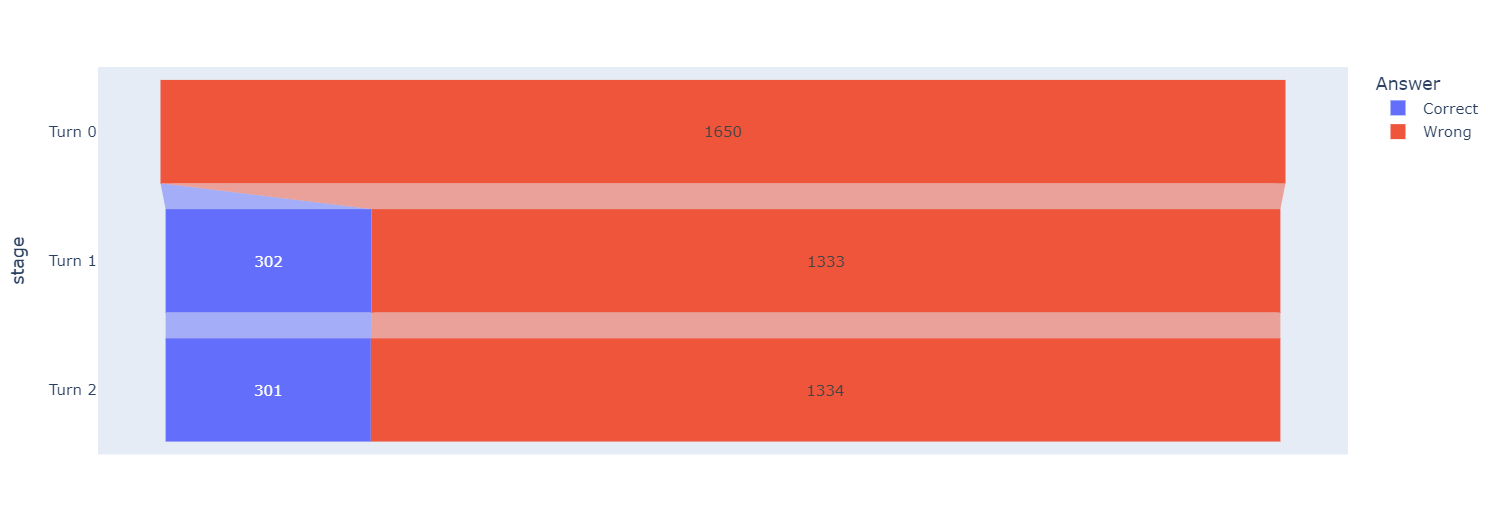 Answer
Correct
Wrong
stage
Turn 0
1650
Turn 1
302
1333
Turn 2
301
1334